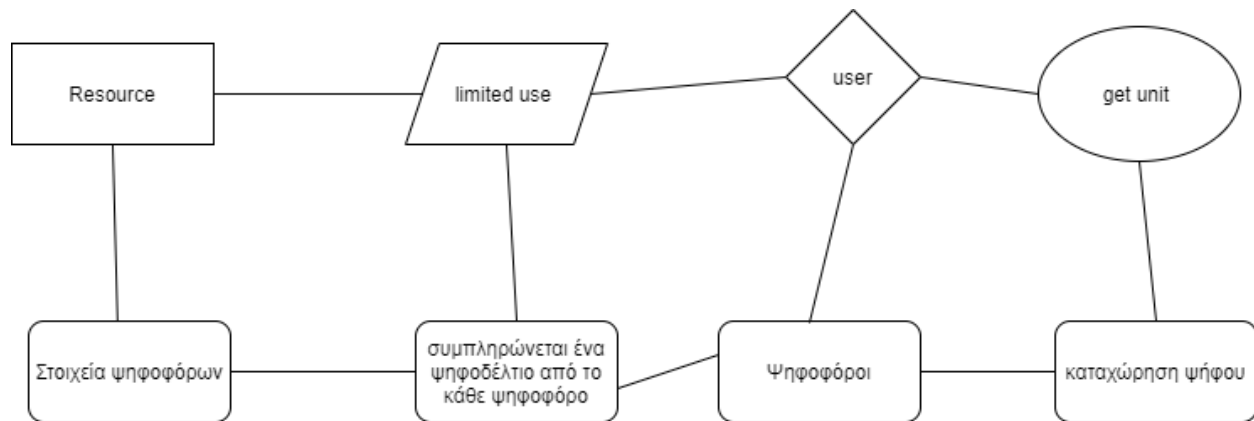 Resource
limited use
user
get unit
Στοιχεία ψηφοφόρων
συμπληρώνεται ένα
ψηφοδέλτιο από το
κάθε ψηφοφόρο
Ψηφοφόροι
καταχώρηση ψήφου